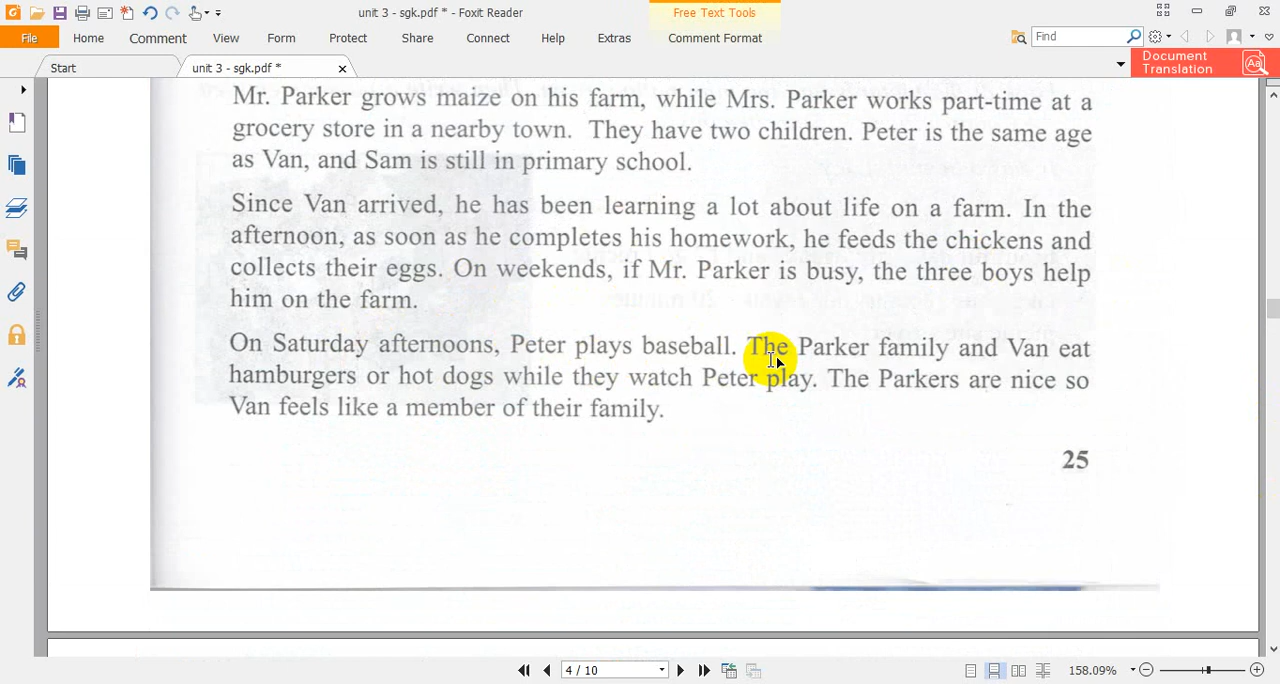 unit 3 - sgk.pdf * - Foxit Reader
Free Text Tools
File
Home
Comment
View
Form
Protect
Share
Connect
Help
Extras
Comment Format
Find
Start
unit 3 - sgk.pdf *
Document
Translation
Mr. Parker grows maize on his farm, while Mrs. Parker works part-time at a
grocery store in a nearby town. They have two children. Peter is the same age
as Van, and Sam is still in primary school.
Since Van arrived, he has been learning a lot about life on a farm. In the
afternoon, as soon as he completes his homework, he feeds the chickens and
collects their eggs. On weekends, if Mr. Parker is busy, the three boys help
him on the farm.
On Saturday afternoons, Peter plays baseball. The Parker family and Van eat
hamburgers or hot dogs while they watch Peter play. The Parkers are nice so
Van feels like a member of their family.
25
4 / 10
158.09%